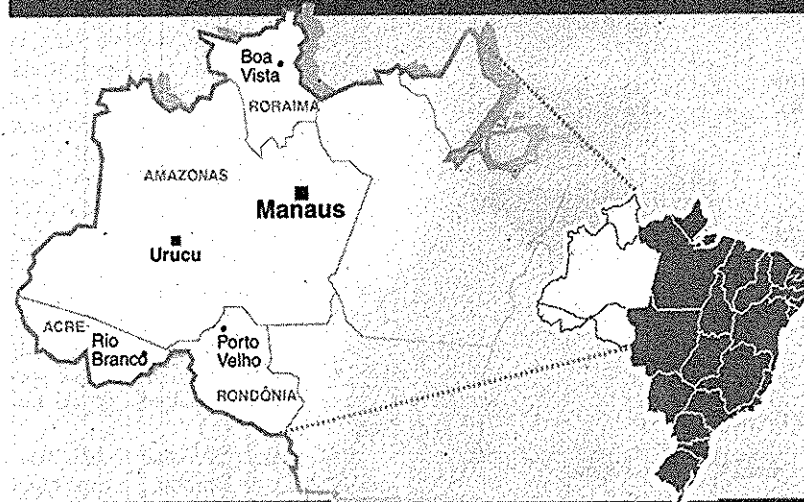 Boa
Vista
RORAIMA
AMAZONAS
Manaus
Urucu
ACRE
Rio
Branco
Porto
Velho
RONDÔNIA